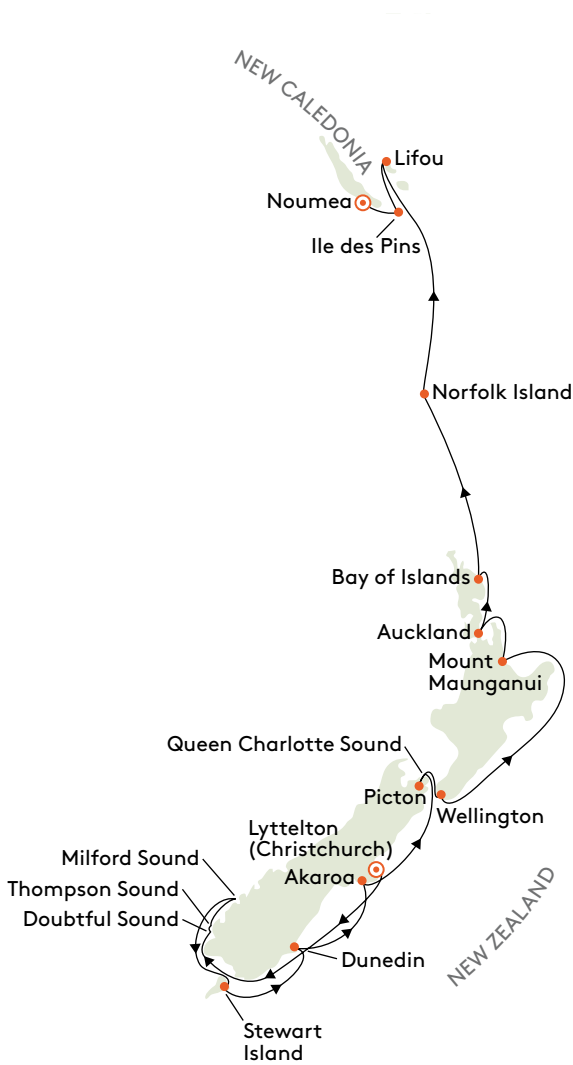 NEW CALEDONIA
Lifou
Noumea
Ile des Pins
Norfolk Island
Bay of Islands
Auckland
Mount
Maunganui
Queen Charlotte Sound
Picton
Wellington
Lyttelton
(Christchurch)
Milford Sound
Akaroa
Thompson Sound
Doubtful Sound
NEW ZEALAND
Dunedin
Stewart
Island